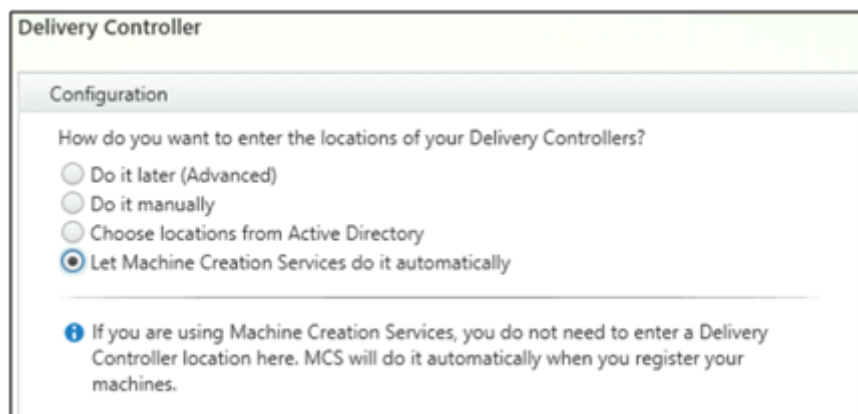 Delivery Controller
Configuration
How do you want to enter the locations of your Delivery Controllers?
Do it later (Advanced)
Do it manually
Choose locations from Active Directory
Let Machine Creation Services do it automatically
If you are using Machine Creation Services, you do not need to enter a Delivery
Controller location here. MCS will do it automatically when you register your
machines.